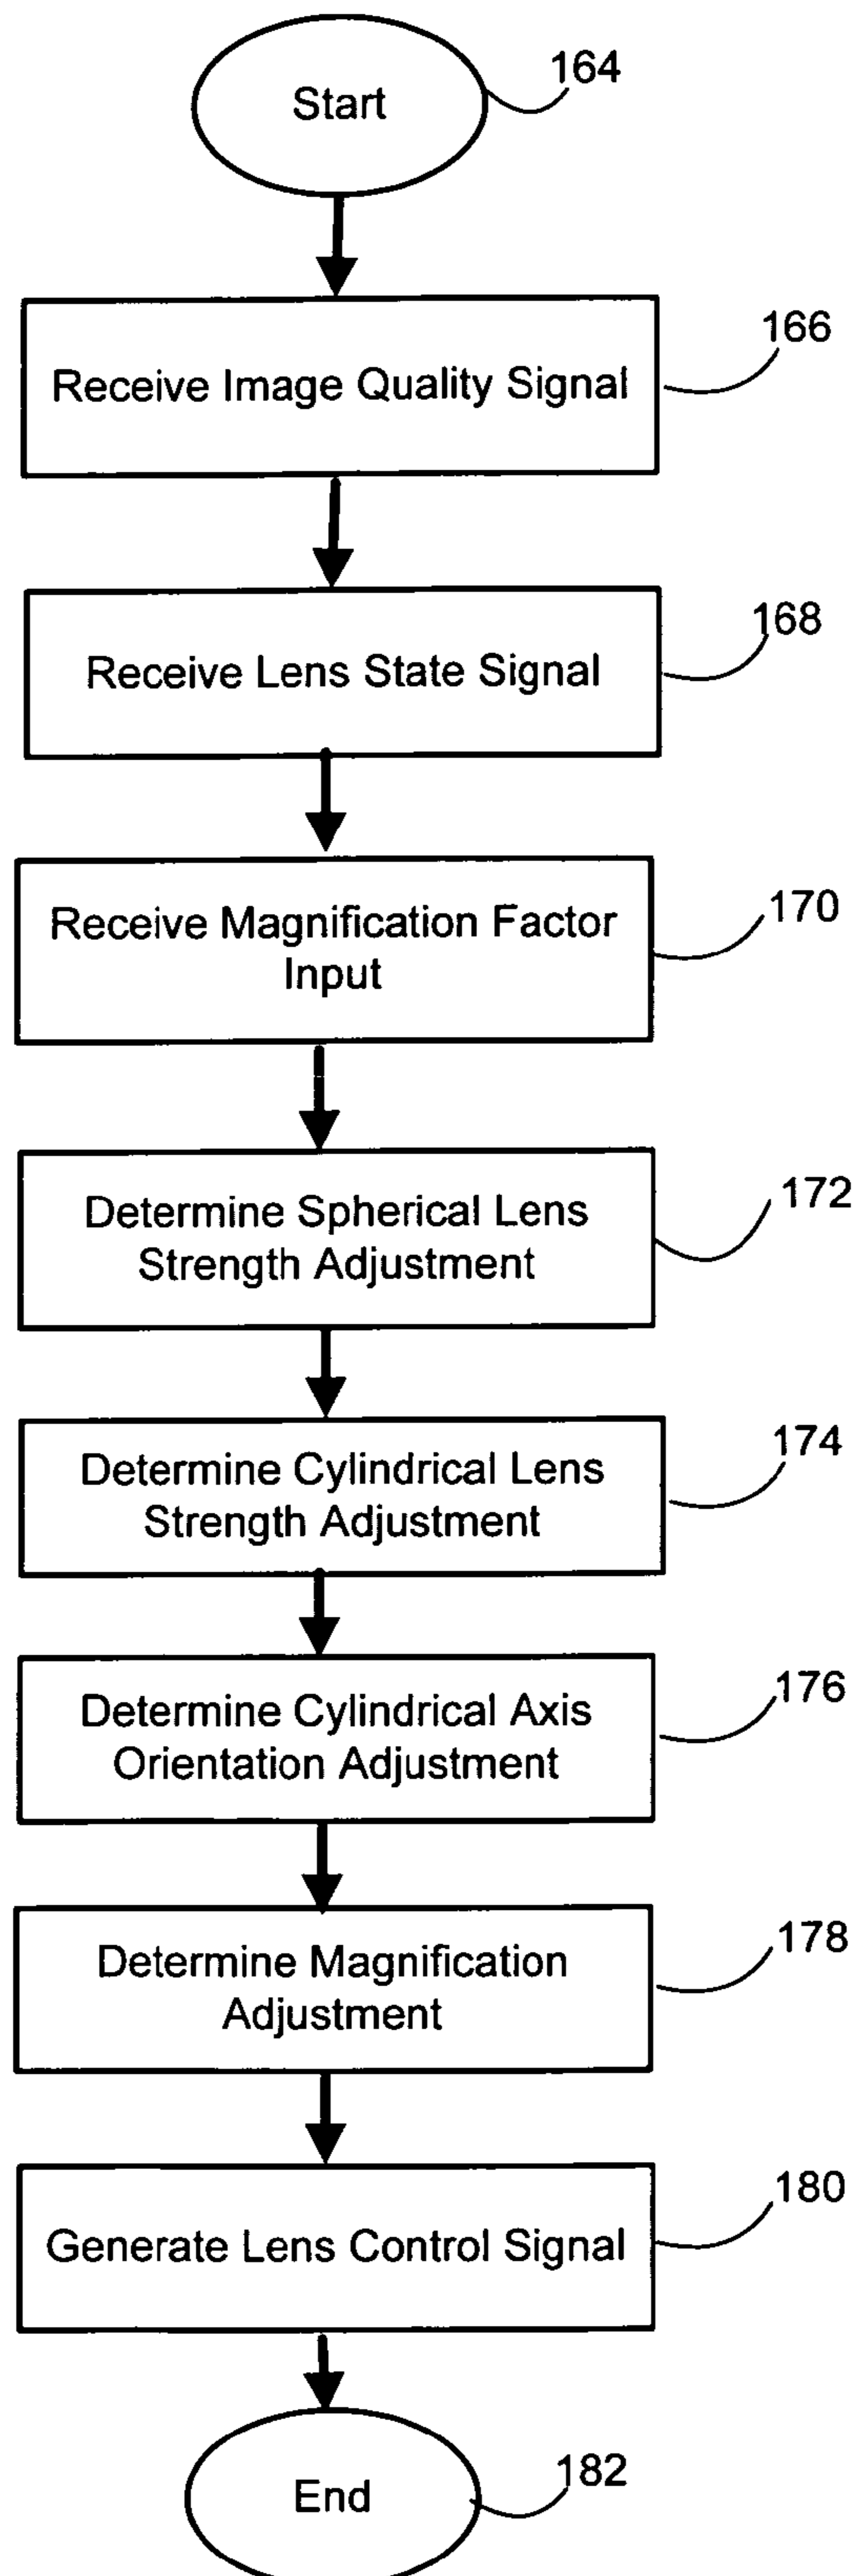 Start
164
Receive Image Quality Signal
166
Receive Lens State Signal
168
Receive Magnification Factor
Input
170
Determine Spherical Lens
Strength Adjustment
172
Determine Cylindrical Lens
Strength Adjustment
174
Determine Cylindrical Axis
Orientation Adjustment
176
Determine Magnification
Adjustment
178
Generate Lens Control Signal
180
End
182